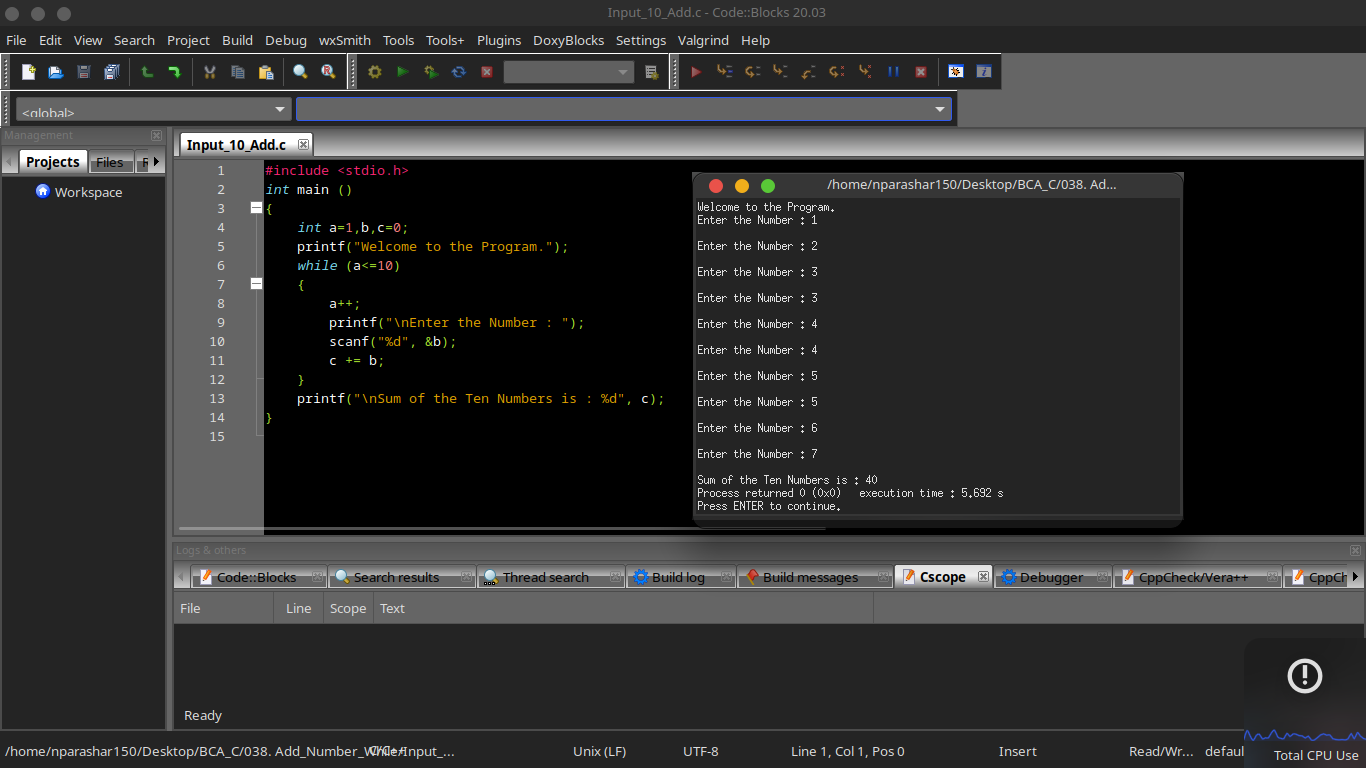 Input_10_Add.c - Code::Blocks 20.03
File Edit View Search Project Build Debug wxSmith Tools Tools+ Plugins DoxyBlocks Settings Valgrind Help
<global>
Management
Projects Files
Workspace
Input_10_Add.c
1 #include <stdio.h>
2 int main ()
3 {
4 int a=1,b,c=0;
5 printf("Welcome to the Program.");
6 while (a<=10)
7 {
8 a++;
9 printf("\nEnter the Number : ");
10 scanf("%d", &b);
11 c += b;
12 }
13 printf("\nSum of the Ten Numbers is : %d", c);
14 }
15
/home/nparashar150/Desktop/BCA_C/038. Ad...
Welcome to the Program.
Enter the Number : 1
Enter the Number : 2
Enter the Number : 3
Enter the Number : 3
Enter the Number : 4
Enter the Number : 4
Enter the Number : 5
Enter the Number : 5
Enter the Number : 6
Enter the Number : 7
Sum of the Ten Numbers is : 40
Process returned 0 (0x0) execution time : 5.692 s
Press ENTER to continue.
Logs & others
Code::Blocks Search results Thread search Build log Build messages Cscope Debugger CppCheck/Vera++ CppCh
File Line Scope Text
Ready
/home/nparashar150/Desktop/BCA_C/038. Add_Number_While/Input_... Unix (LF) UTF-8 Line 1, Col 1, Pos 0 Insert Read/Wr... defaul
Total CPU Use